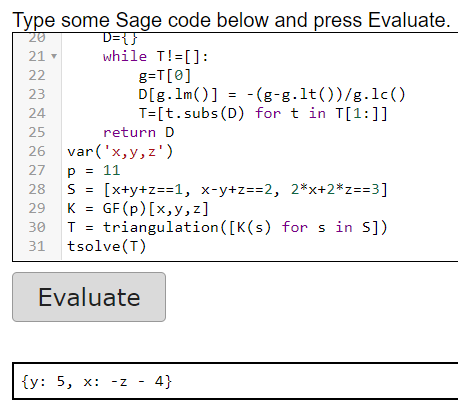 Type some Sage code below and press Evaluate.
20 D={}
21 while T!=[]:
22 g=T[0]
23 D[g.lm()] = -(g-g.lt())/g.lc()
24 T=[t.subs(D) for t in T[1:]]
25 return D
26 var('x,y,z')
27 p = 11
28 S = [x+y+z==1, x-y+z==2, 2*x+2*z==3]
29 K = GF(p)[x,y,z]
30 T = triangulation([K(s) for s in S])
31 tsolve(T)
Evaluate
{y: 5, x: -z - 4}